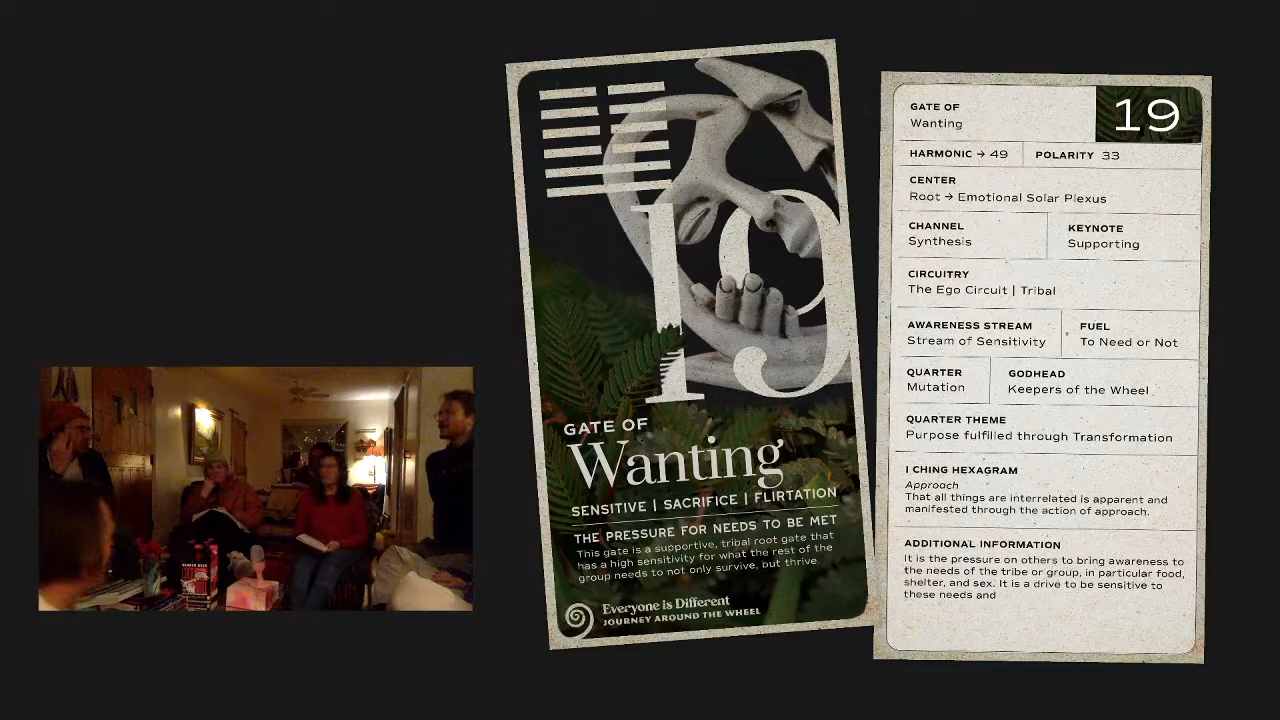 19
GATE OF
Wanting
SENSITIVE | SACRIFICE | FLIRTATION
THE PRESSURE FOR NEEDS TO BE MET
This gate is a supportive, tribal root gate that
has a high sensitivity for what the rest of the
group needs to not only survive, but thrive.
Everyone is Different
JOURNEY AROUND THE WHEEL
GATE OF
Wanting
19
HARMONIC → 49
POLARITY 33
CENTER
Root → Emotional Solar Plexus
CHANNEL
Synthesis
KEYNOTE
Supporting
CIRCUITRY
The Ego Circuit | Tribal
AWARENESS STREAM
Stream of Sensitivity
FUEL
To Need or Not
QUARTER
Mutation
GODHEAD
Keepers of the Wheel
QUARTER THEME
Purpose fulfilled through Transformation
I CHING HEXAGRAM
Approach
That all things are interrelated is apparent and
manifested through the action of approach.
ADDITIONAL INFORMATION
It is the pressure on others to bring awareness to
the needs of the tribe or group, in particular food,
shelter, and sex. It is a drive to be sensitive to
these needs and